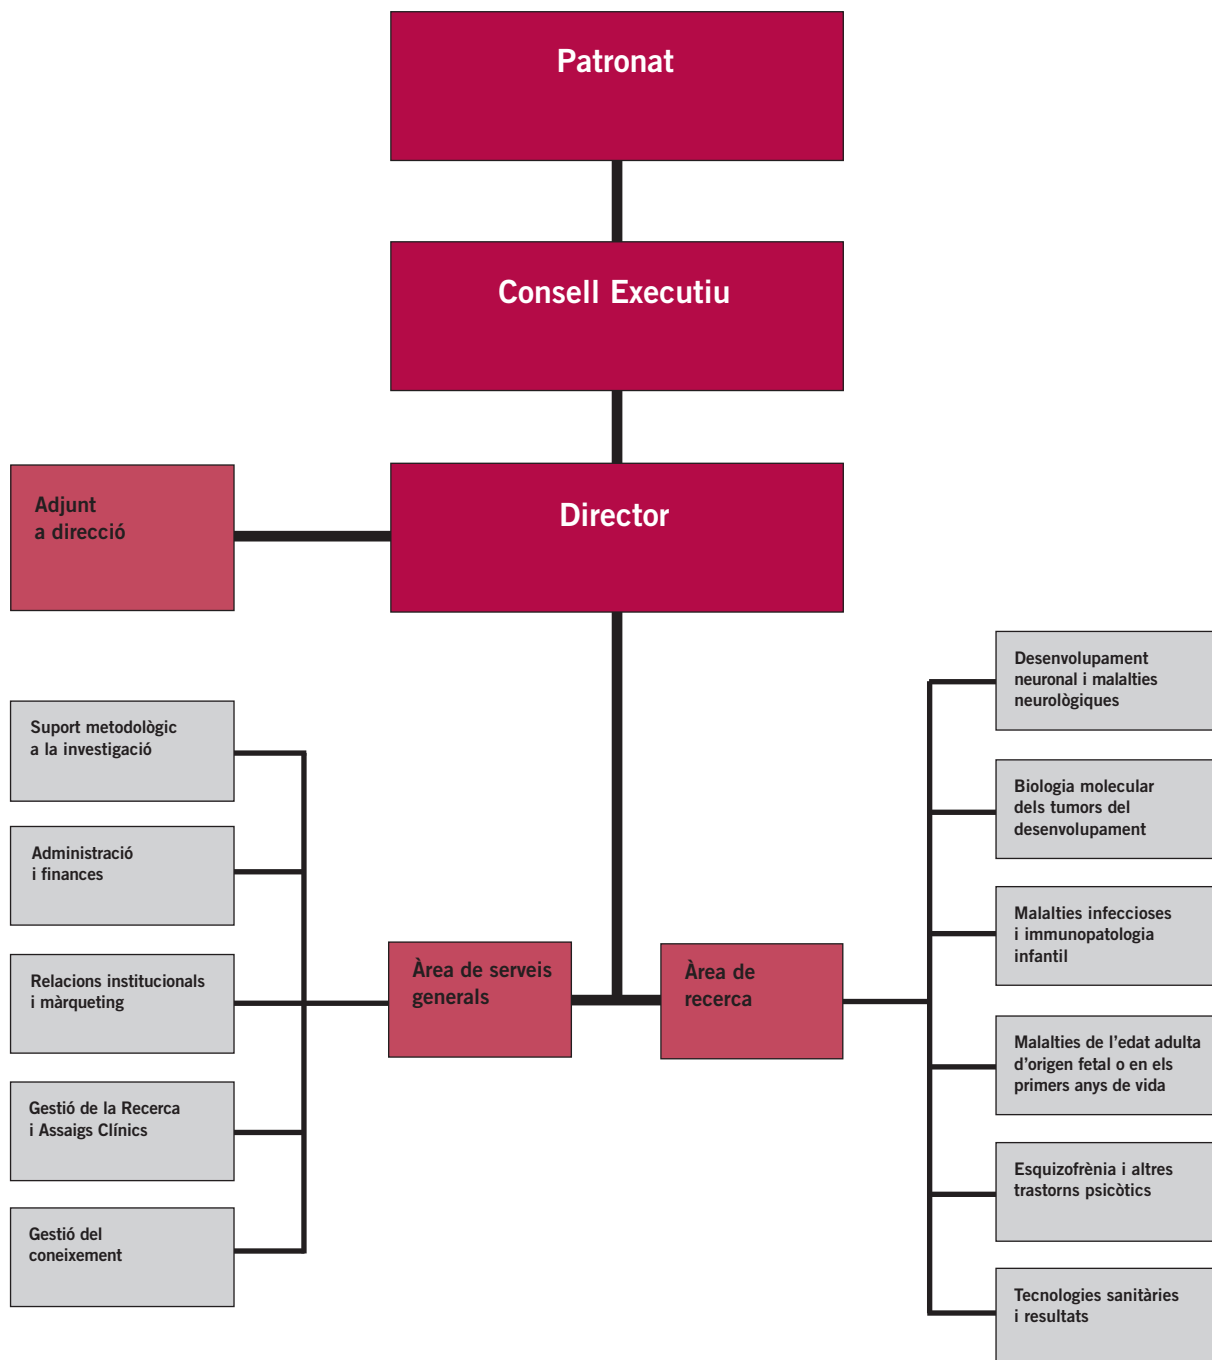 Patronat
Consell Executiu
Director
Adjunt
a direcció
Suport metodològic
a la investigació
Administració
i finances
Relacions institucionals
i màrqueting
Gestió de la Recerca
i Assaigs Clínics
Gestió del
coneixement
Àrea de serveis
generals
Àrea de
recerca
Desenvolupament
neuronal i malalties
neurològiques
Biologia molecular
dels tumors del
desenvolupament
Malalties infeccioses
i immunopatologia
infantil
Malalties de l’edat adulta
d’origen fetal o en els
primers anys de vida
Esquizofrènia i altres
trastorns psicòtics
Tecnologies sanitàries
i resultats